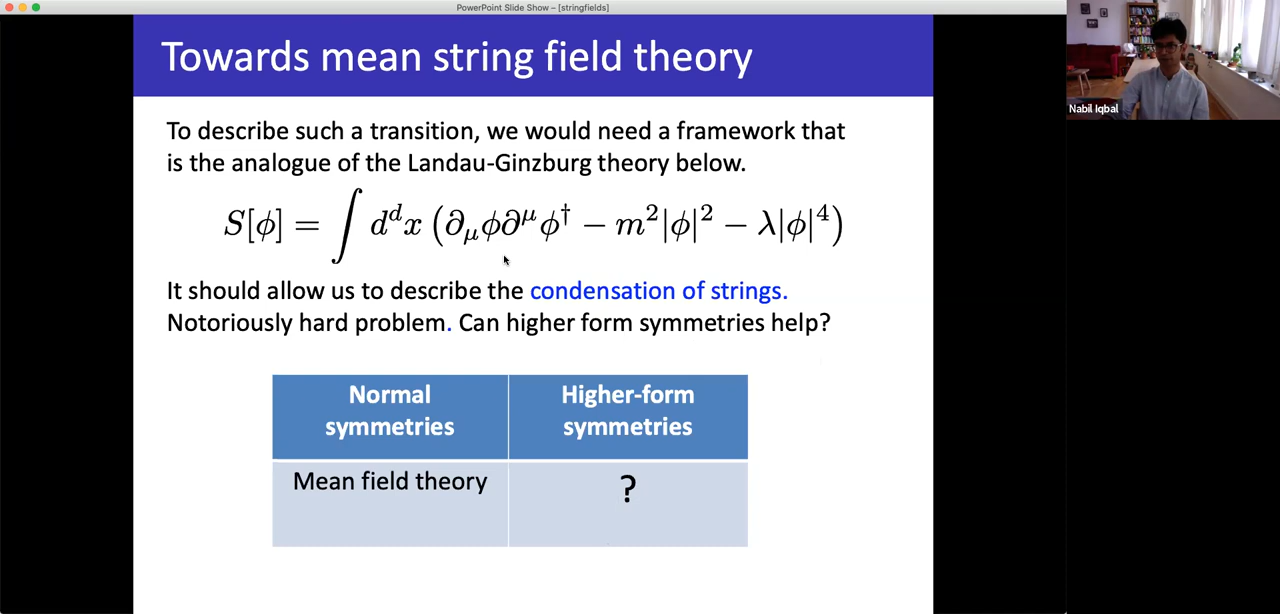 PowerPoint Slide Show – [stringfields]
Towards mean string field theory
To describe such a transition, we would need a framework that
is the analogue of the Landau-Ginzburg theory below.
S[ϕ] = ∫ dᵈx (∂_μϕ∂^μϕ† − m²|ϕ|² − λ|ϕ|⁴)
It should allow us to describe the condensation of strings.
Notoriously hard problem. Can higher form symmetries help?
Normal
symmetries
Higher-form
symmetries
Mean field theory
?
Nabil Iqbal